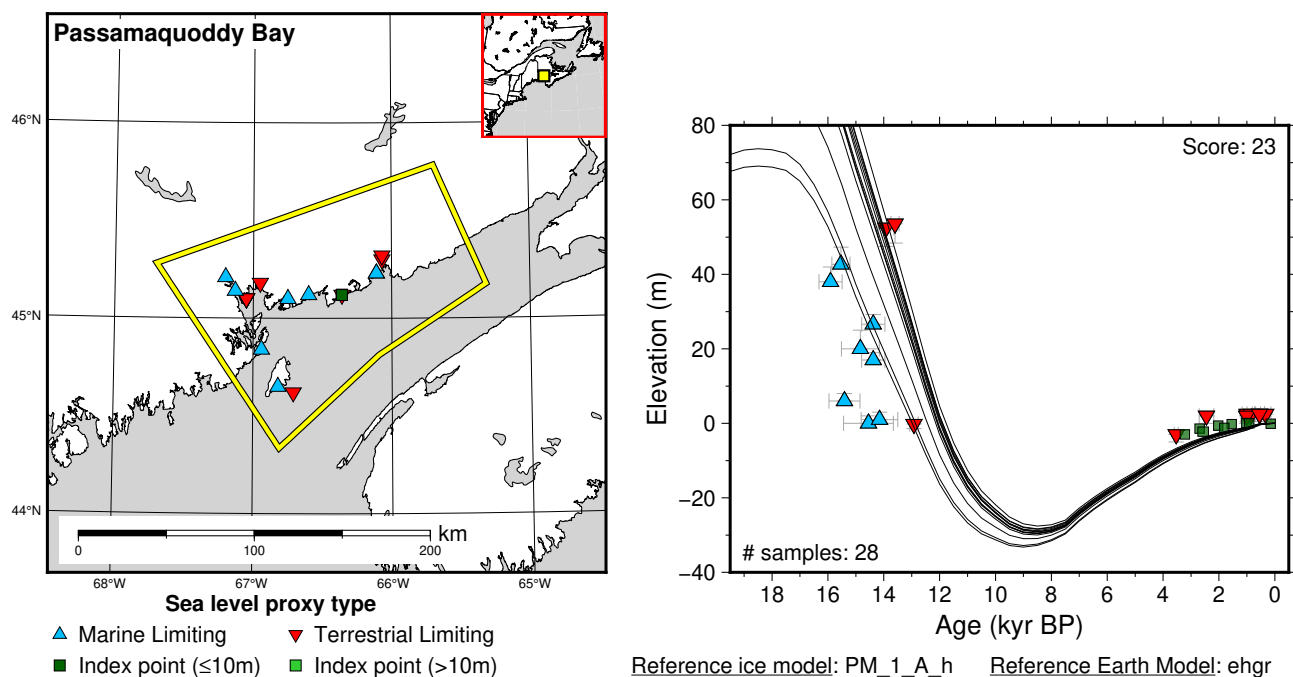 Passamaquoddy Bay
46°N
45°N
44°N
km
0 100 200
68°W 67°W 66°W 65°W
Sea level proxy type
Marine Limiting Terrestrial Limiting
Index point (≤10m) Index point (>10m)
Score: 23
80
60
40
20
0
−20
−40
Elevation (m)
# samples: 28
18 16 14 12 10 8 6 4 2 0
Age (kyr BP)
Reference ice model: PM_1_A_h Reference Earth Model: ehgr